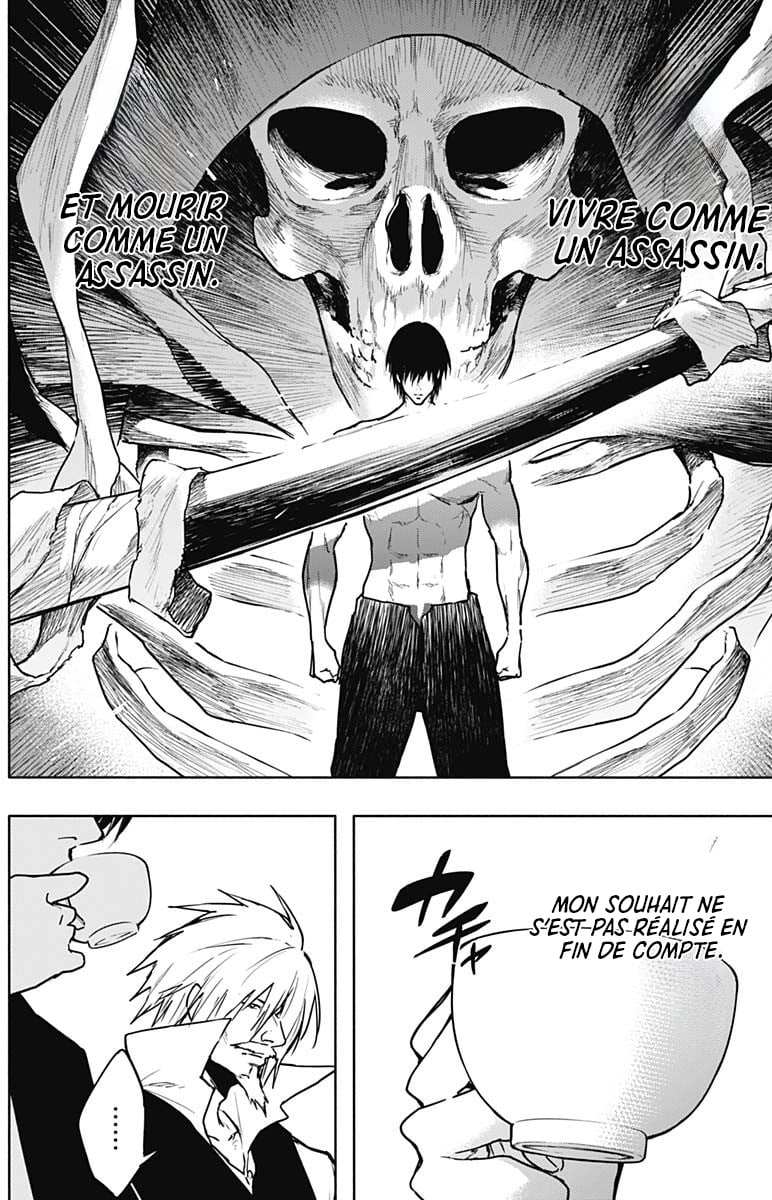 VIVRE COMME
UN ASSASSIN.
ET MOURIR
COMME UN
ASSASSIN.
MON SOUHAIT NE
S'EST PAS RÉALISÉ EN
FIN DE COMPTE.
カチャ
......